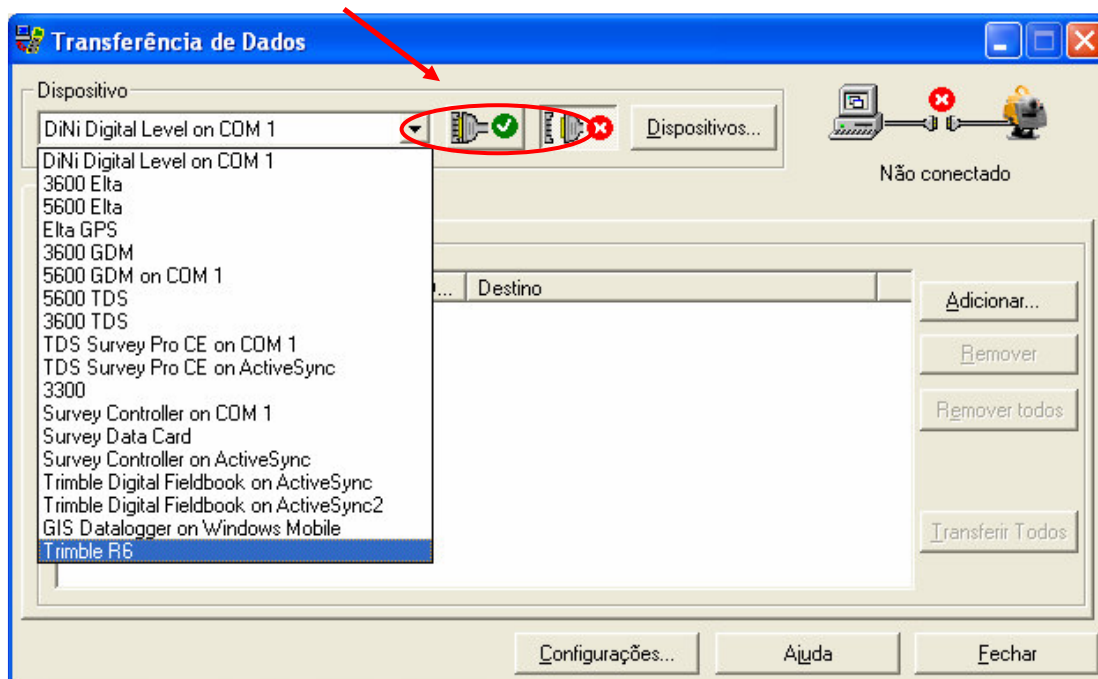 Transferência de Dados
Dispositivo
DiNi Digital Level on COM 1
Dispositivos...
Não conectado
DiNi Digital Level on COM 1
3600 Elta
5600 Elta
Elta GPS
3600 GDM
5600 GDM on COM 1
5600 TDS
3600 TDS
TDS Survey Pro CE on COM 1
TDS Survey Pro CE on ActiveSync
3300
Survey Controller on COM 1
Survey Data Card
Survey Controller on ActiveSync
Trimble Digital Fieldbook on ActiveSync
Trimble Digital Fieldbook on ActiveSync2
GIS Datalogger on Windows Mobile
Trimble R6
... Destino
Adicionar...
Remover
Remover todos
Transferir Todos
Configurações...
Ajuda
Fechar